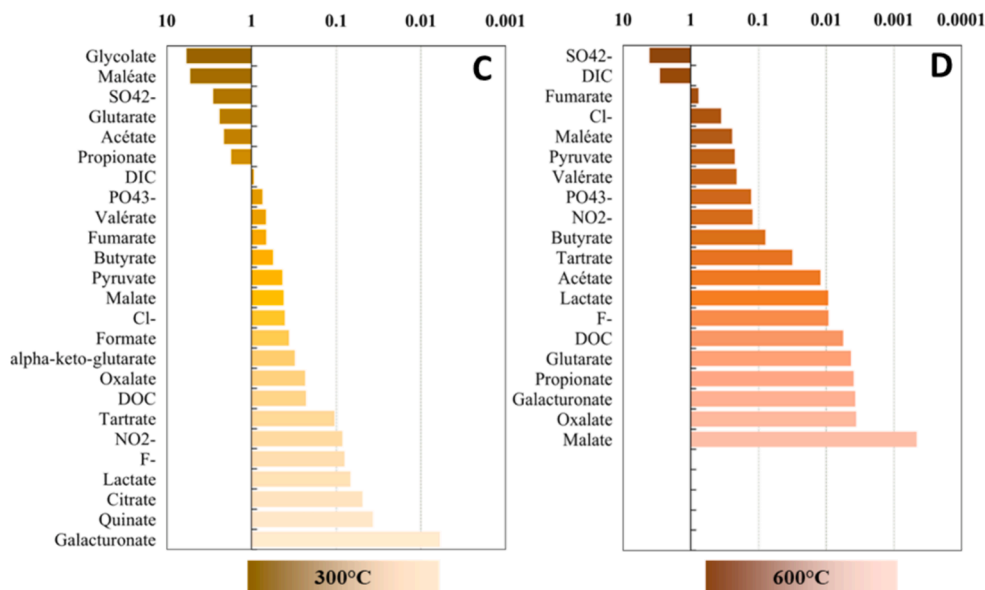 10 1 0.1 0.01 0.001
C
Glycolate
Maléate
SO42-
Glutarate
Acétate
Propionate
DIC
PO43-
Valérate
Fumarate
Butyrate
Pyruvate
Malate
Cl-
Formate
alpha-keto-glutarate
Oxalate
DOC
Tartrate
NO2-
F-
Lactate
Citrate
Quinate
Galacturonate
300°C
10 1 0.1 0.01 0.001 0.0001
D
SO42-
DIC
Fumarate
Cl-
Maléate
Pyruvate
Valérate
PO43-
NO2-
Butyrate
Tartrate
Acétate
Lactate
F-
DOC
Glutarate
Propionate
Galacturonate
Oxalate
Malate
600°C